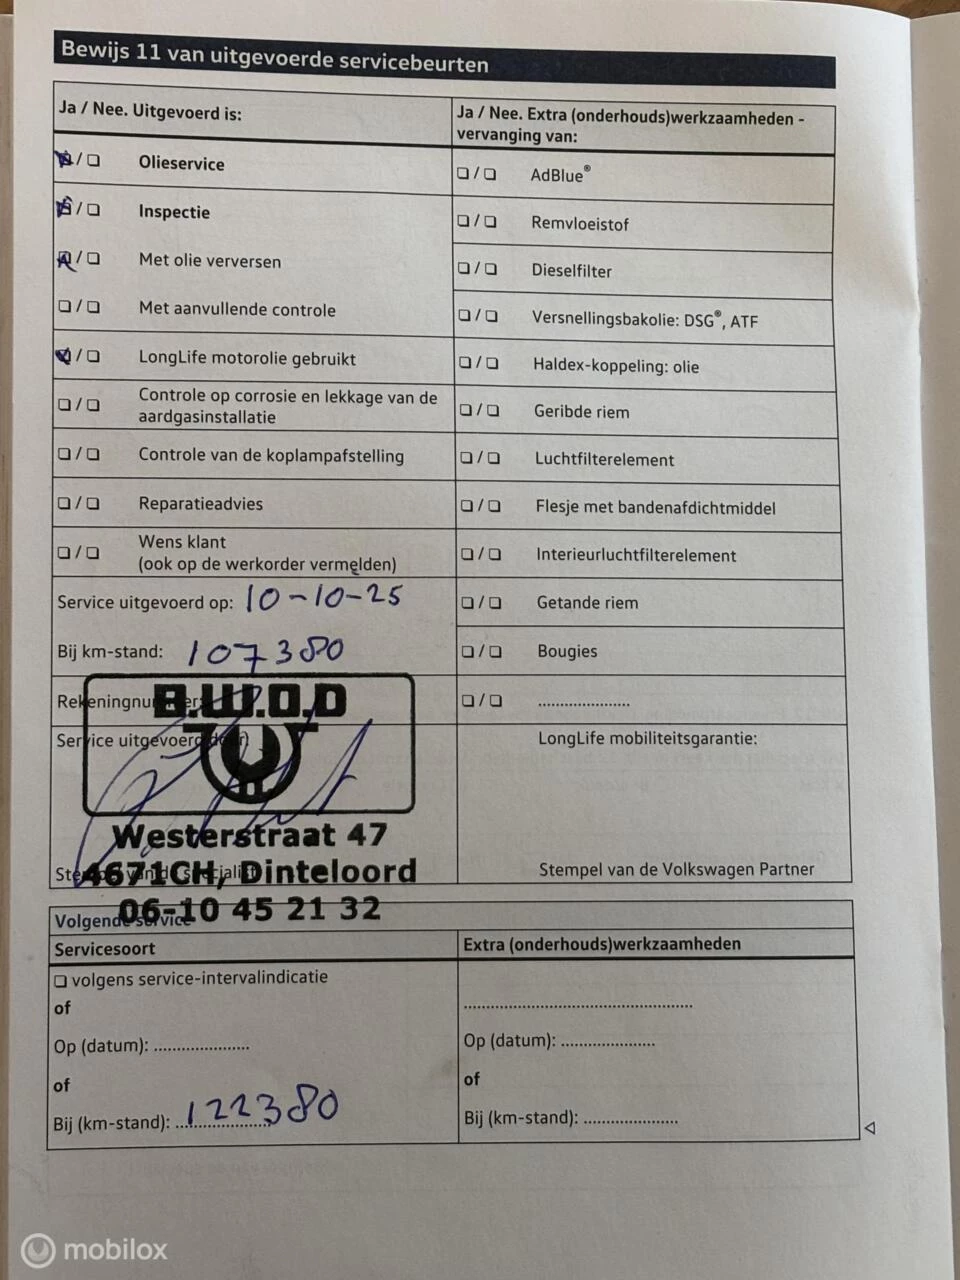 Bewijs 11 van uitgevoerde servicebeurten
Ja / Nee. Uitgevoerd is:
Olieservice
Inspectie
Met olie verversen
Met aanvullende controle
LongLife motorolie gebruikt
Controle op corrosie en lekkage van de
aardgasinstallatie
Controle van de koplampafstelling
Reparatieadvies
Wens klant
(ook op de werkorder vermelden)
Service uitgevoerd op: 10-10-25
Bij km-stand: 107380
Rekeningnummer:
Service uitgevoerd door:
B.W.O.D
Westerstraat 47
4671CH, Dinteloord
06-10 45 21 32
Ja / Nee. Extra (onderhouds)werkzaamheden -
vervanging van:
AdBlue®
Remvloeistof
Dieselfilter
Versnellingsbakolie: DSG®, ATF
Haldex-koppeling: olie
Geribde riem
Luchtfilterelement
Flesje met bandenafdichtmiddel
Interieurluchtfilterelement
Getande riem
Bougies
....................
LongLife mobiliteitsgarantie:
Stempel van de Volkswagen Partner
Volgende service
Servicesoort
volgens service-intervalindicatie
of
Op (datum): ....................
of
Bij (km-stand): 122380
Extra (onderhouds)werkzaamheden
..................................................
Op (datum): ....................
of
Bij (km-stand): ....................
mobilox